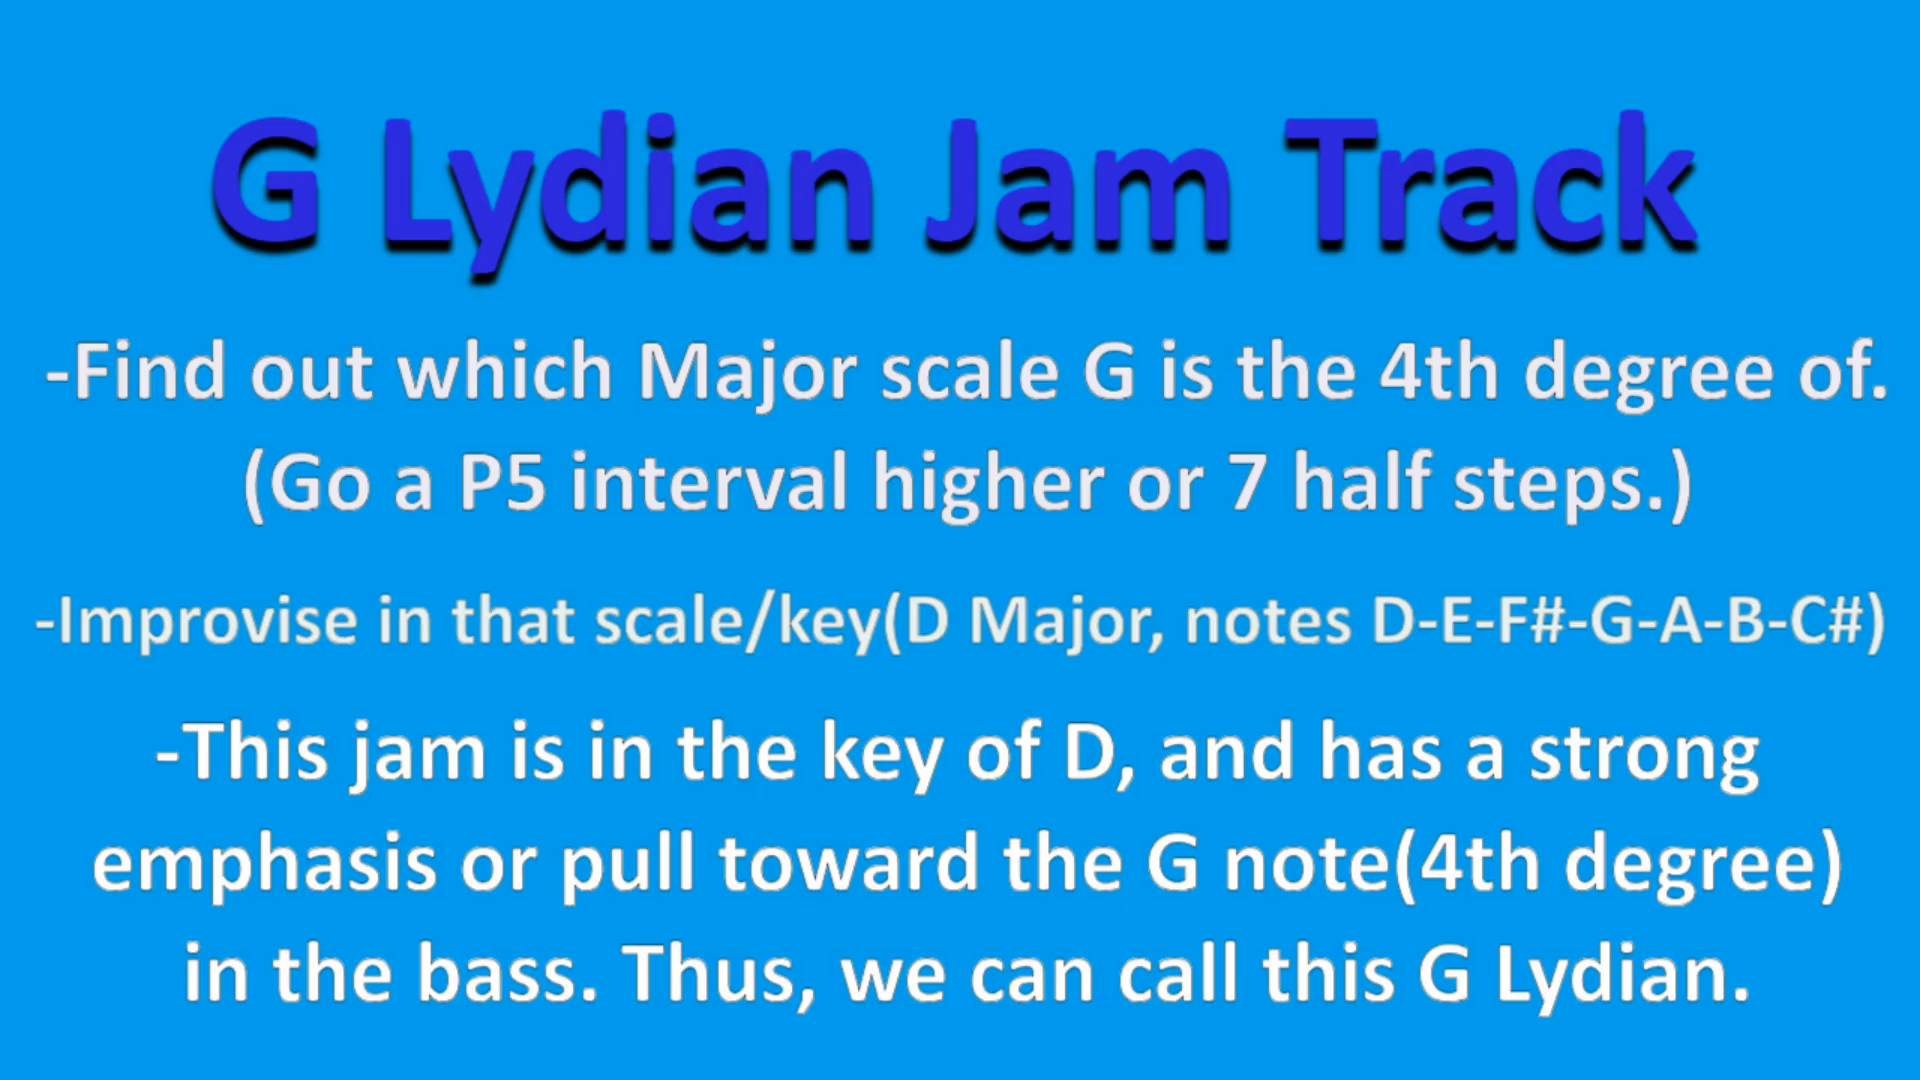 G Lydian Jam Track
-Find out which Major scale G is the 4th degree of.
(Go a P5 interval higher or 7 half steps.)
-Improvise in that scale/key(D Major, notes D-E-F#-G-A-B-C#)
-This jam is in the key of D, and has a strong
emphasis or pull toward the G note(4th degree)
in the bass. Thus, we can call this G Lydian.